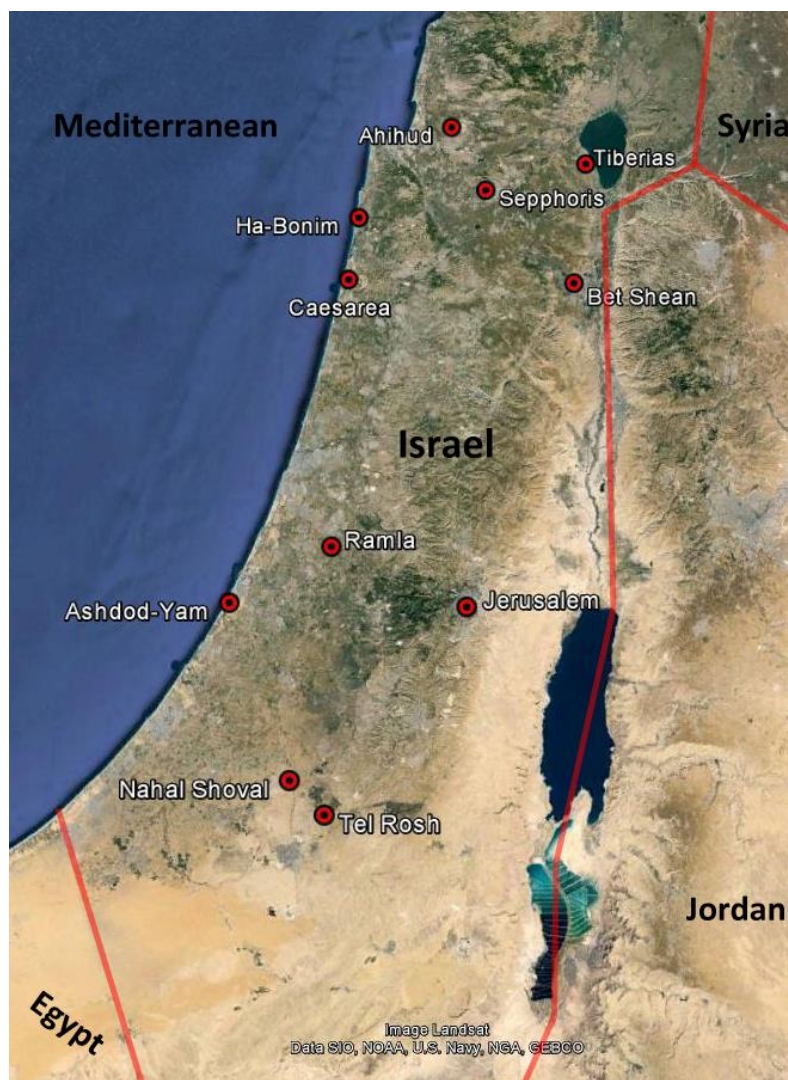 Mediterranean
Syria
Ahihud
Tiberias
Sepphoris
Ha-Bonim
Caesarea
Bet Shean
Israel
Ramla
Ashdod-Yam
Jerusalem
Nahal Shoval
Tel Rosh
Jordan
Egypt
Image Landsat
Data SIO, NOAA, U.S. Navy, NGA, GEBCO